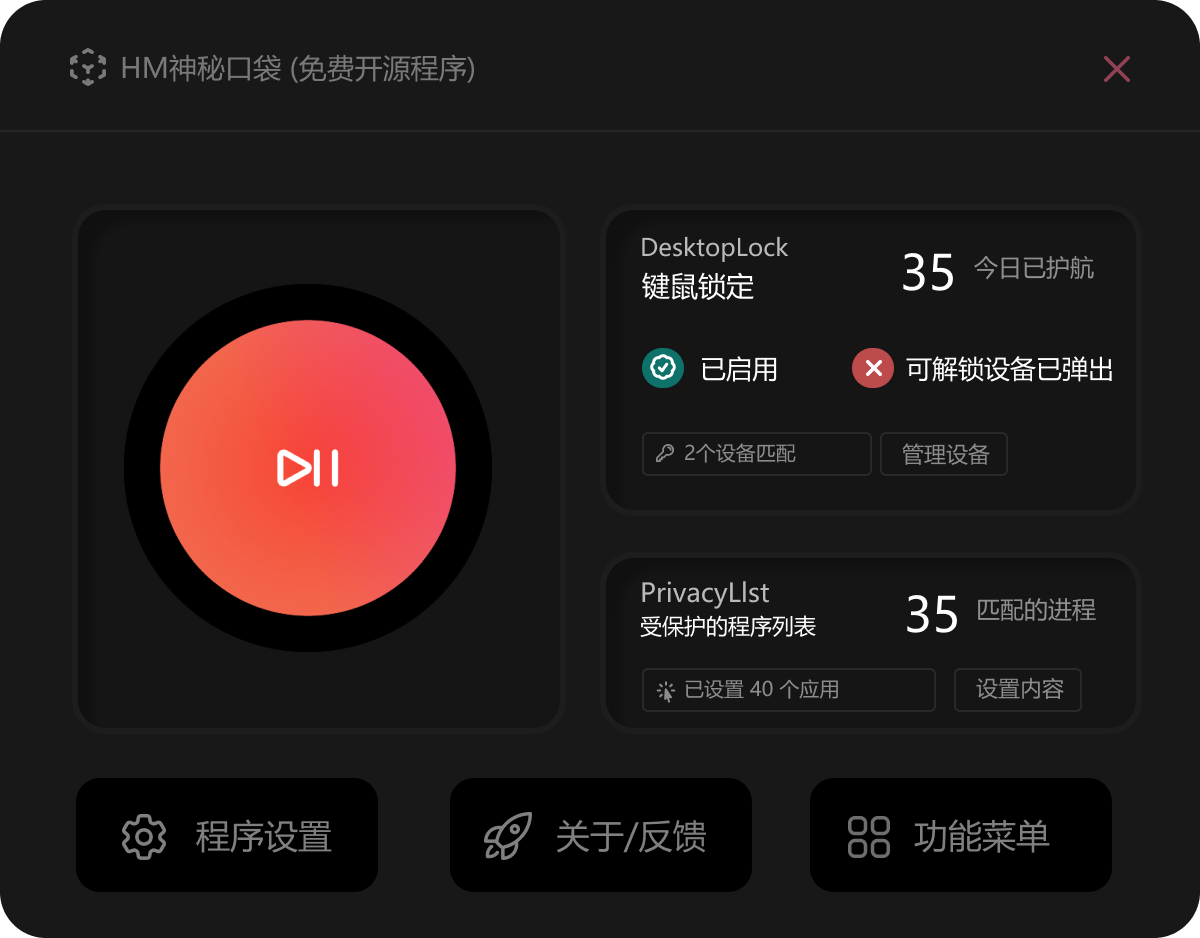 HM神秘口袋 (免费开源程序)
DesktopLock
键鼠锁定
35 今日已护航
已启用
可解锁设备已弹出
2个设备匹配
管理设备
PrivacyLIst
受保护的程序列表
35 匹配的进程
已设置 40 个应用
设置内容
程序设置
关于/反馈
功能菜单